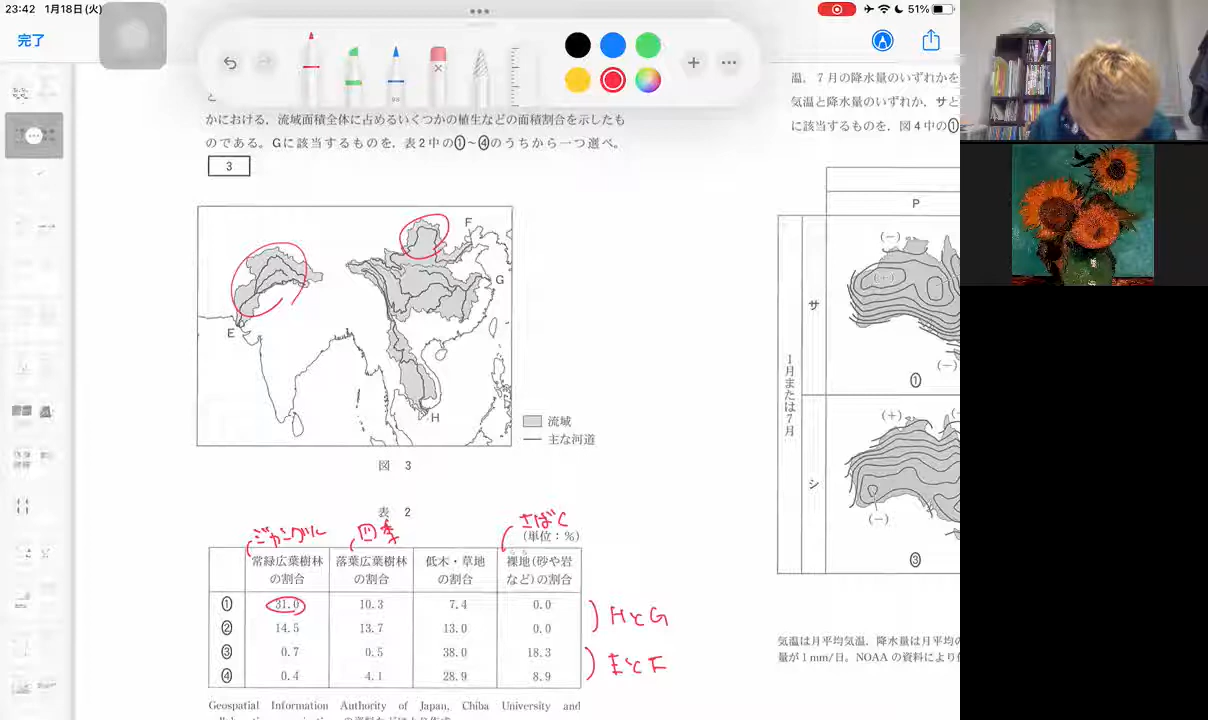 23:42 1月18日(火)
51%
完了
98
と
かにおける，流域面積全体に占めるいくつかの植生などの面積割合を示したも
のである。Gに該当するものを，表2中の①〜④のうちから一つ選べ。
3
E
F
G
H
流域
主な河道
図 3
表 2
ジャングル
四季
さばく
(単位：%)
常緑広葉樹林の割合 落葉広葉樹林の割合 低木・草地の割合 裸地(砂や岩など)の割合
① 31.0 10.3 7.4 0.0
② 14.5 13.7 13.0 0.0
③ 0.7 0.5 38.0 18.3
④ 0.4 4.1 28.9 8.9
HとG
EとF
Geospatial Information Authority of Japan, Chiba University and
温，7月の降水量のいずれかを
気温と降水量のいずれか，サと
に該当するものを，図4中の①
P
1月または7月
サ
シ
(−)
(+)
(−)
①
(+)
(−)
③
気温は月平均気温，降水量は月平均の
量が1mm/日。NOAAの資料により